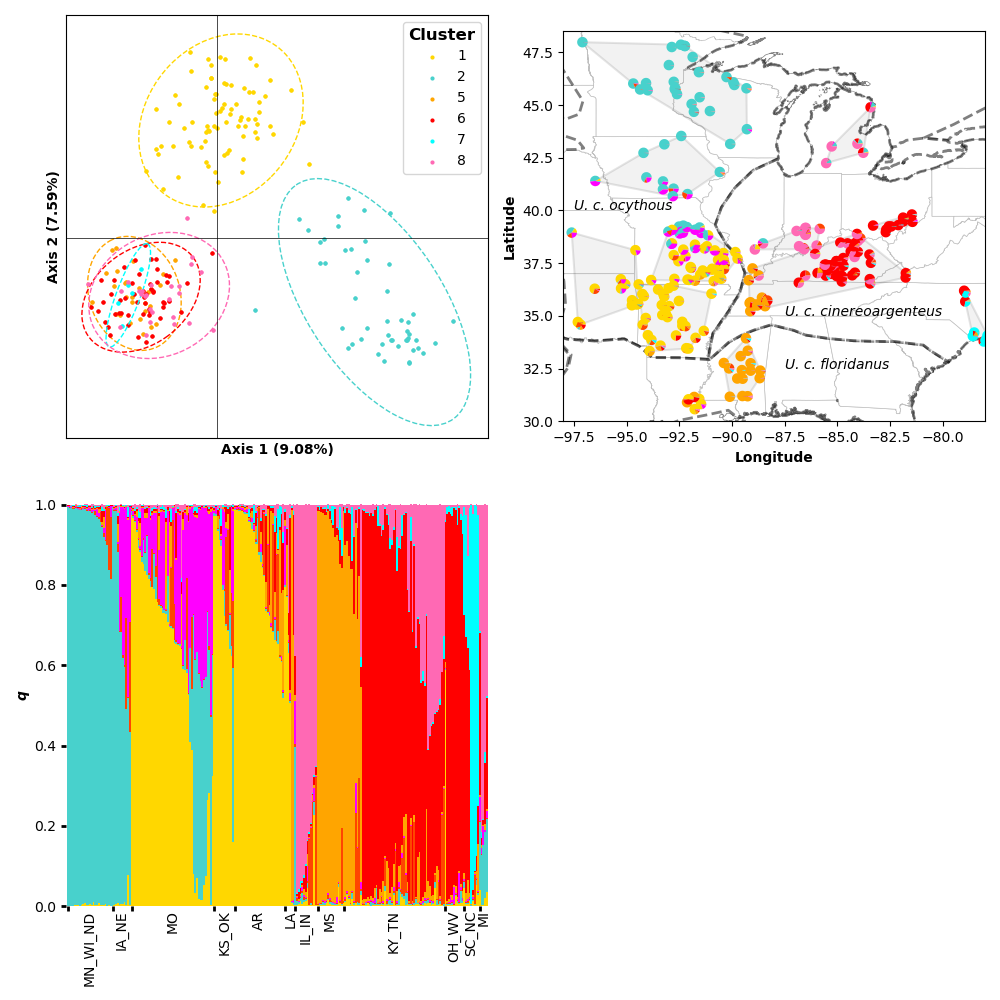 Cluster
1
2
5
6
7
8
Axis 2 (7.59%)
Axis 1 (9.08%)
47.5
45.0
42.5
40.0
37.5
35.0
32.5
30.0
Latitude
U. c. ocythous
U. c. cinereoargenteus
U. c. floridanus
−97.5 −95.0 −92.5 −90.0 −87.5 −85.0 −82.5 −80.0
Longitude
1.0
0.8
0.6
0.4
0.2
0.0
q
MN_WI_ND
IA_NE
MO
KS_OK
AR
LA
IL_IN
MS
KY_TN
OH_WV
SC_NC
MI